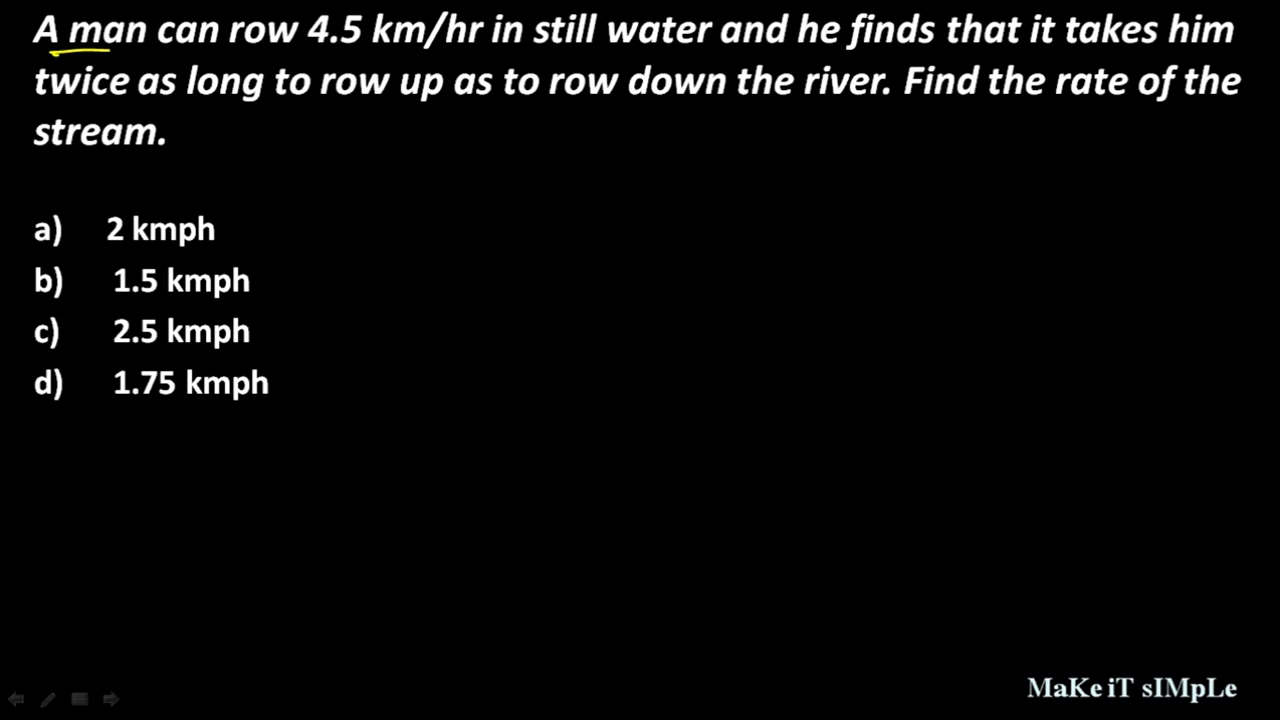 A man can row 4.5 km/hr in still water and he finds that it takes him
twice as long to row up as to row down the river. Find the rate of the
stream.
a) 2 kmph
b) 1.5 kmph
c) 2.5 kmph
d) 1.75 kmph
MaKe iT sIMpLe